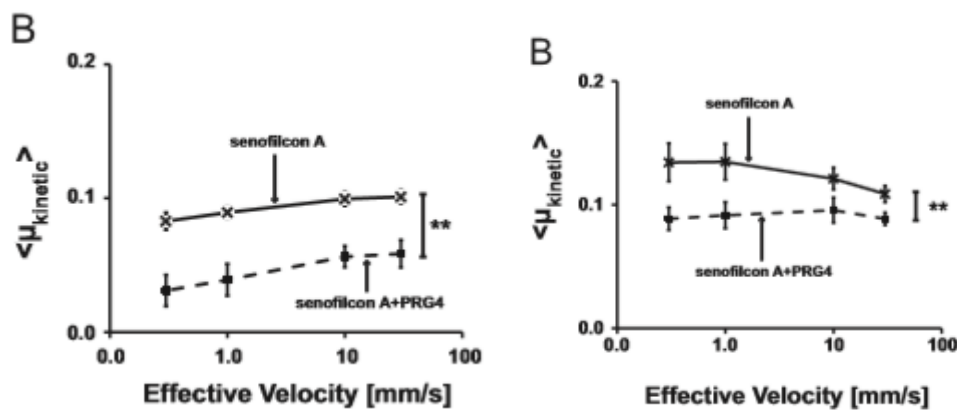 B
0.2
0.1
0.0
<μkinetic>
senofilcon A
**
senofilcon A+PRG4
0.0
1.0
10
100
Effective Velocity [mm/s]
B
0.2
0.1
0.0
<μkinetic>
senofilcon A
**
senofilcon A+PRG4
0.0
1.0
10
100
Effective Velocity [mm/s]